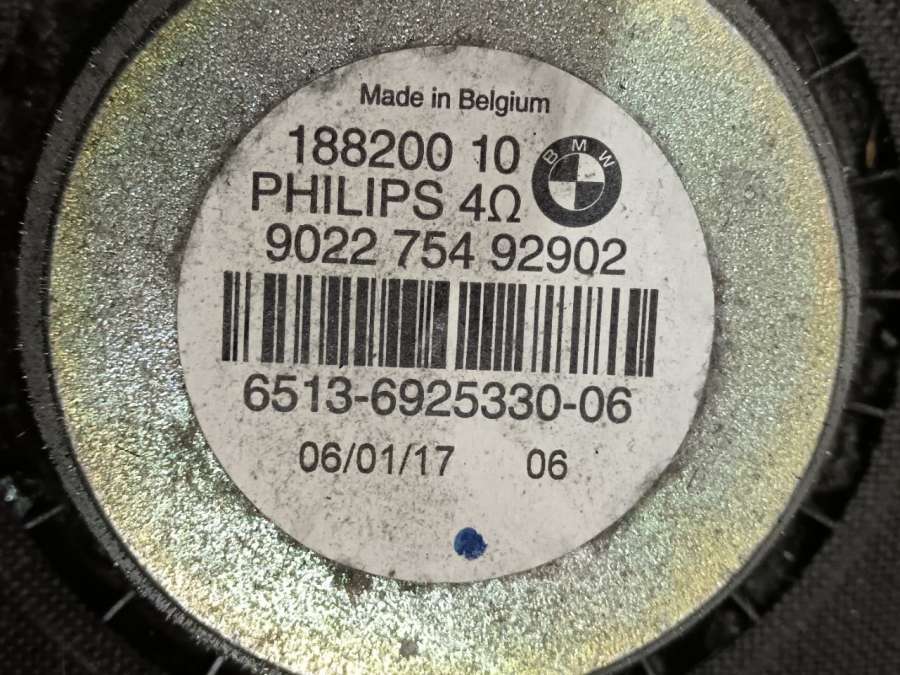 Made in Belgium
188200 10
BMW
PHILIPS 4Ω
9022 754 92902
6513-6925330-06
06/01/17 06